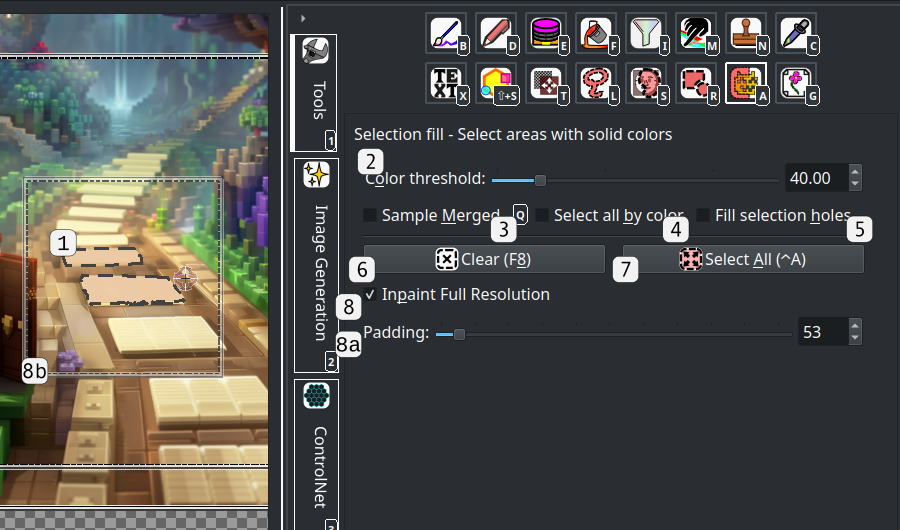 B D E F I M N C
TEXT X ⇧+S T L S R A G
Tools
1
Selection fill - Select areas with solid colors
2
Color threshold: 40.00
Sample Merged Q Select all by color Fill selection holes
3 4 5
1
Clear (F8) Select All (^A)
6 7
Image Generation
2
Inpaint Full Resolution
8
Padding: 53
8a
8b
ControlNet
3